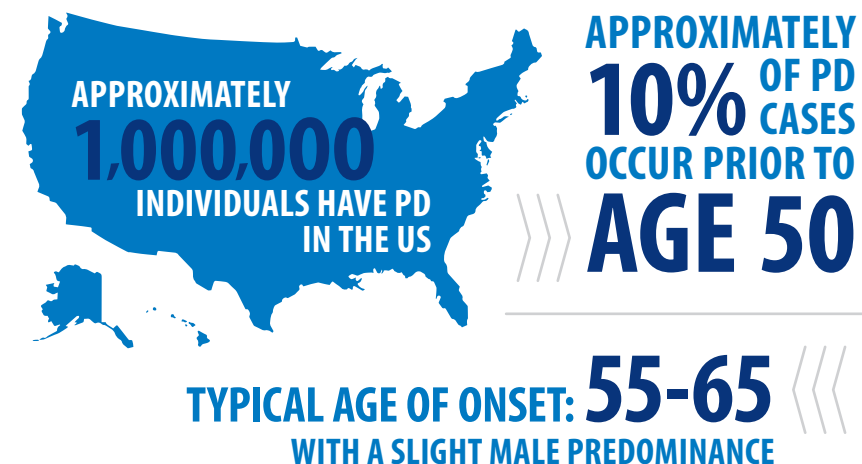 APPROXIMATELY
1,000,000
INDIVIDUALS HAVE PD
IN THE US
APPROXIMATELY
10% OF PD
CASES
OCCUR PRIOR TO
AGE 50
TYPICAL AGE OF ONSET: 55-65
WITH A SLIGHT MALE PREDOMINANCE